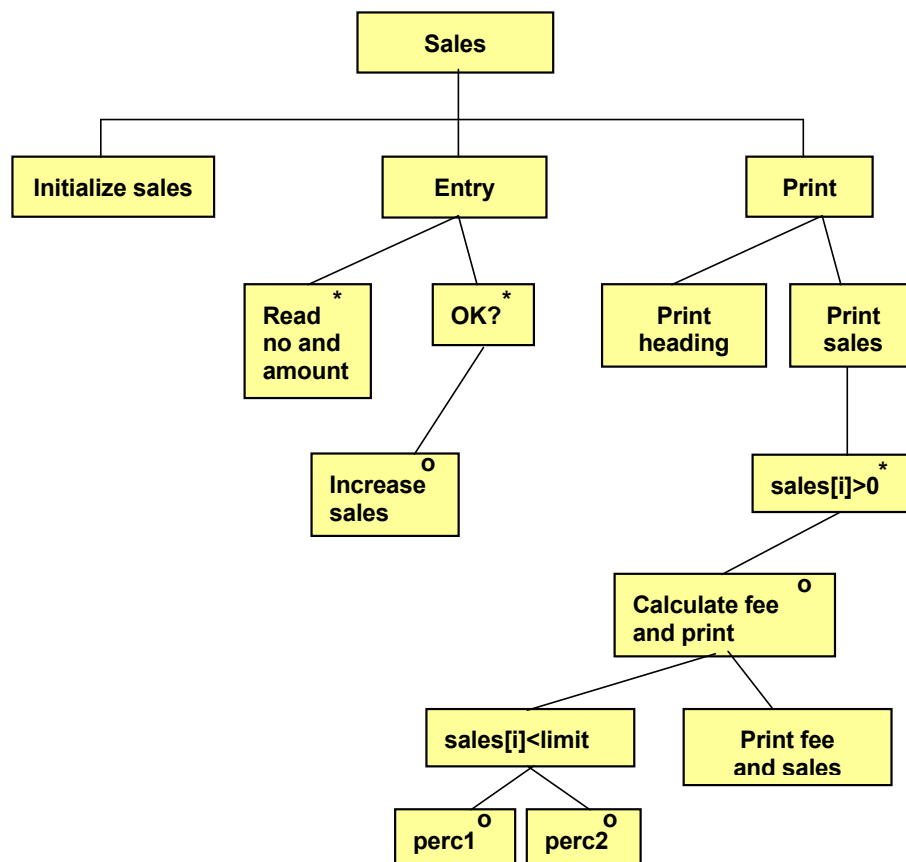 Sales
Initialize sales
Entry
Print
Read *
no and
amount
OK? *
Print
heading
Print
sales
Increase o
sales
sales[i]>0 *
Calculate fee o
and print
sales[i]<limit
Print fee
and sales
perc1 o
perc2 o